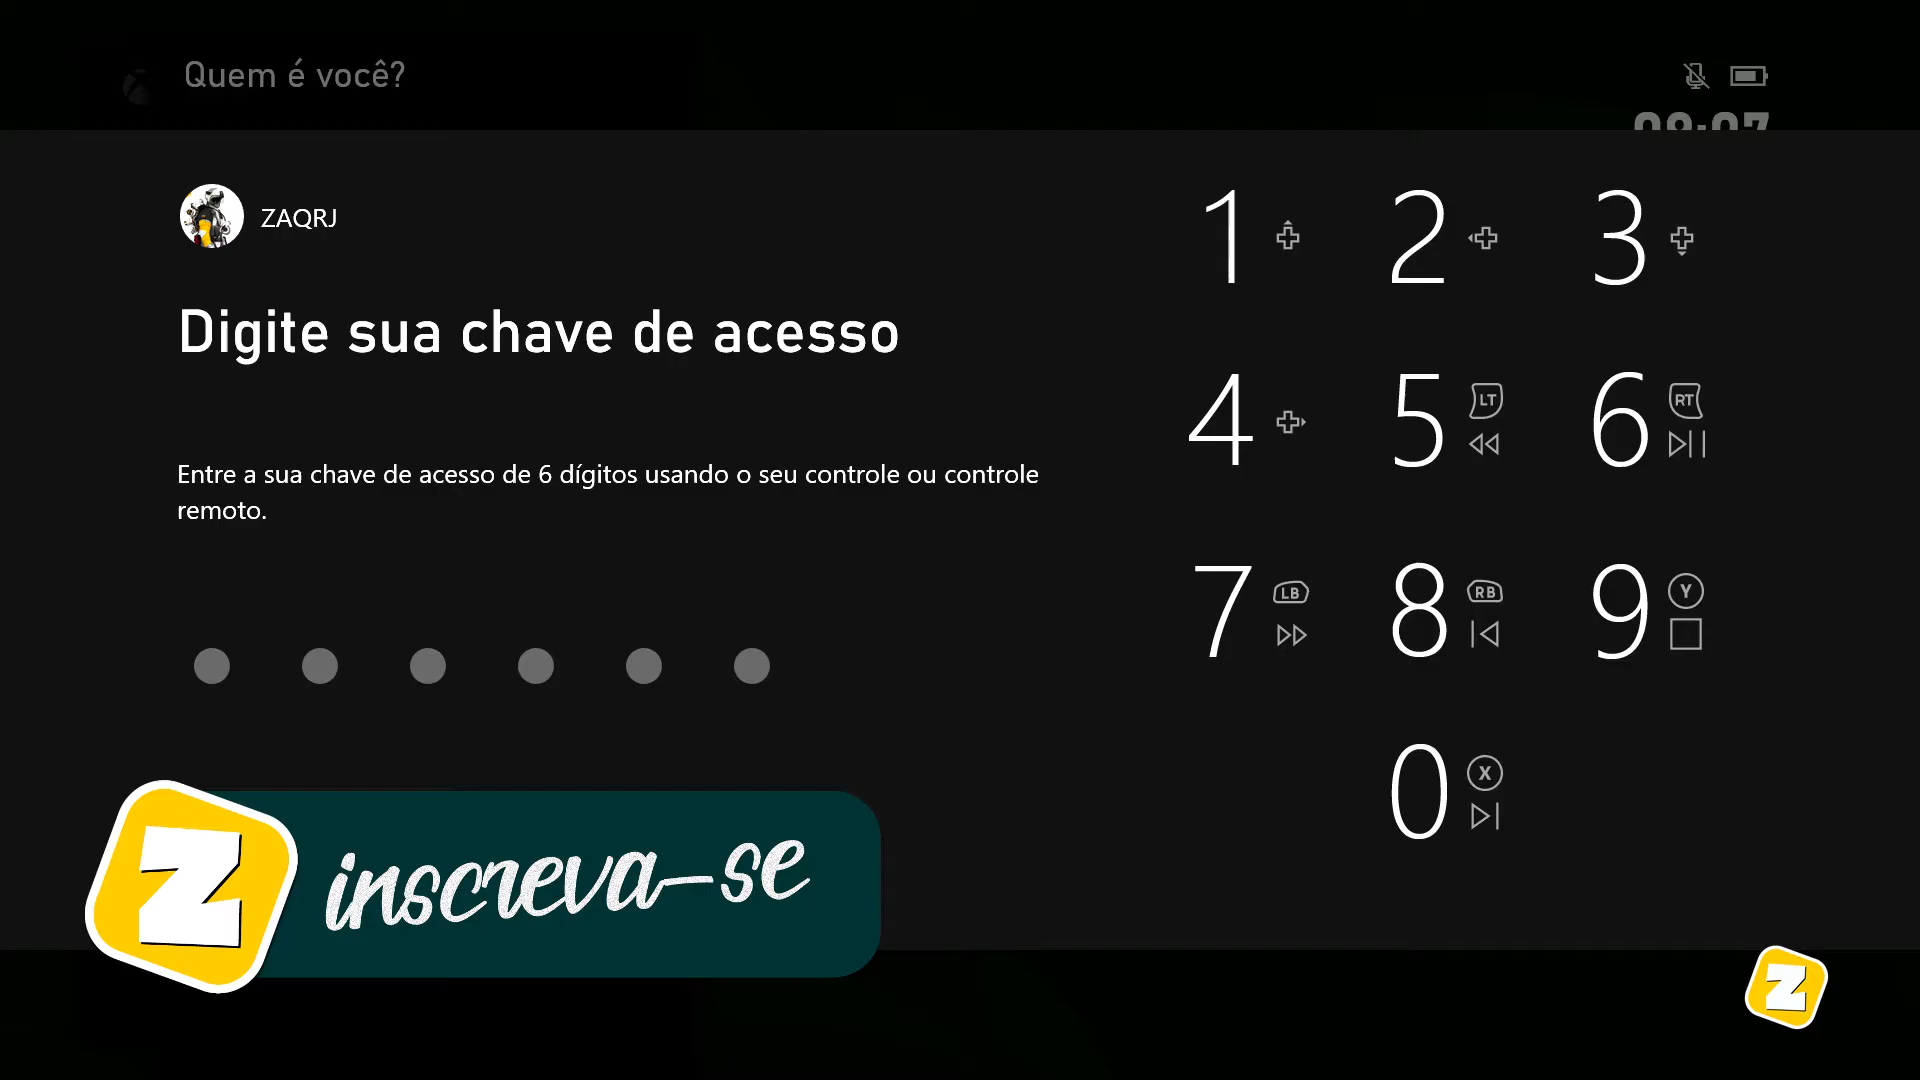 Quem é você?
ZAQRJ
Digite sua chave de acesso
Entre a sua chave de acesso de 6 dígitos usando o seu controle ou controle
remoto.
1 2 3
4 5 LT 6 RT
7 LB 8 RB 9 Y
0 X
Z inscreva-se
Z